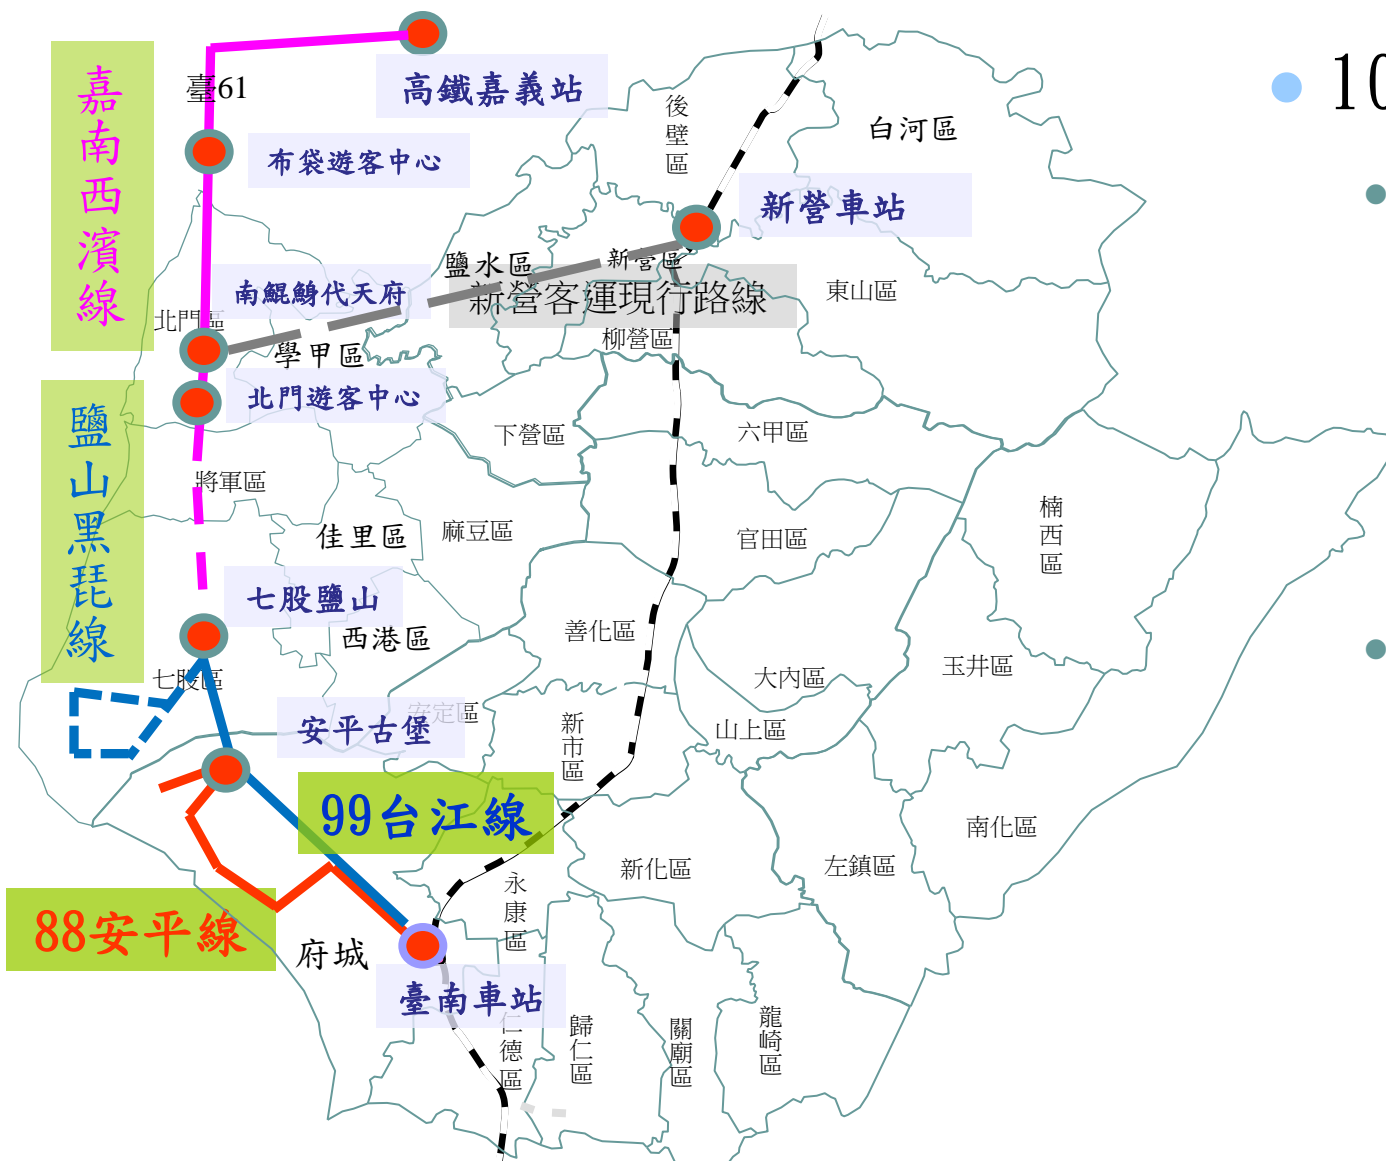 嘉南西濱線
臺61
高鐵嘉義站
後壁區
白河區
10
布袋遊客中心
新營車站
鹽水區
新營區
南鯤鯓代天府
新營客運現行路線
東山區
北門區
學甲區
柳營區
北門遊客中心
鹽山黑琵線
下營區
六甲區
將軍區
佳里區
麻豆區
官田區
楠西區
七股鹽山
西港區
善化區
大內區
玉井區
七股區
安定區
安平古堡
新市區
山上區
99台江線
南化區
新化區
左鎮區
永康區
88安平線
府城
臺南車站
仁德區
歸仁區
關廟區
龍崎區